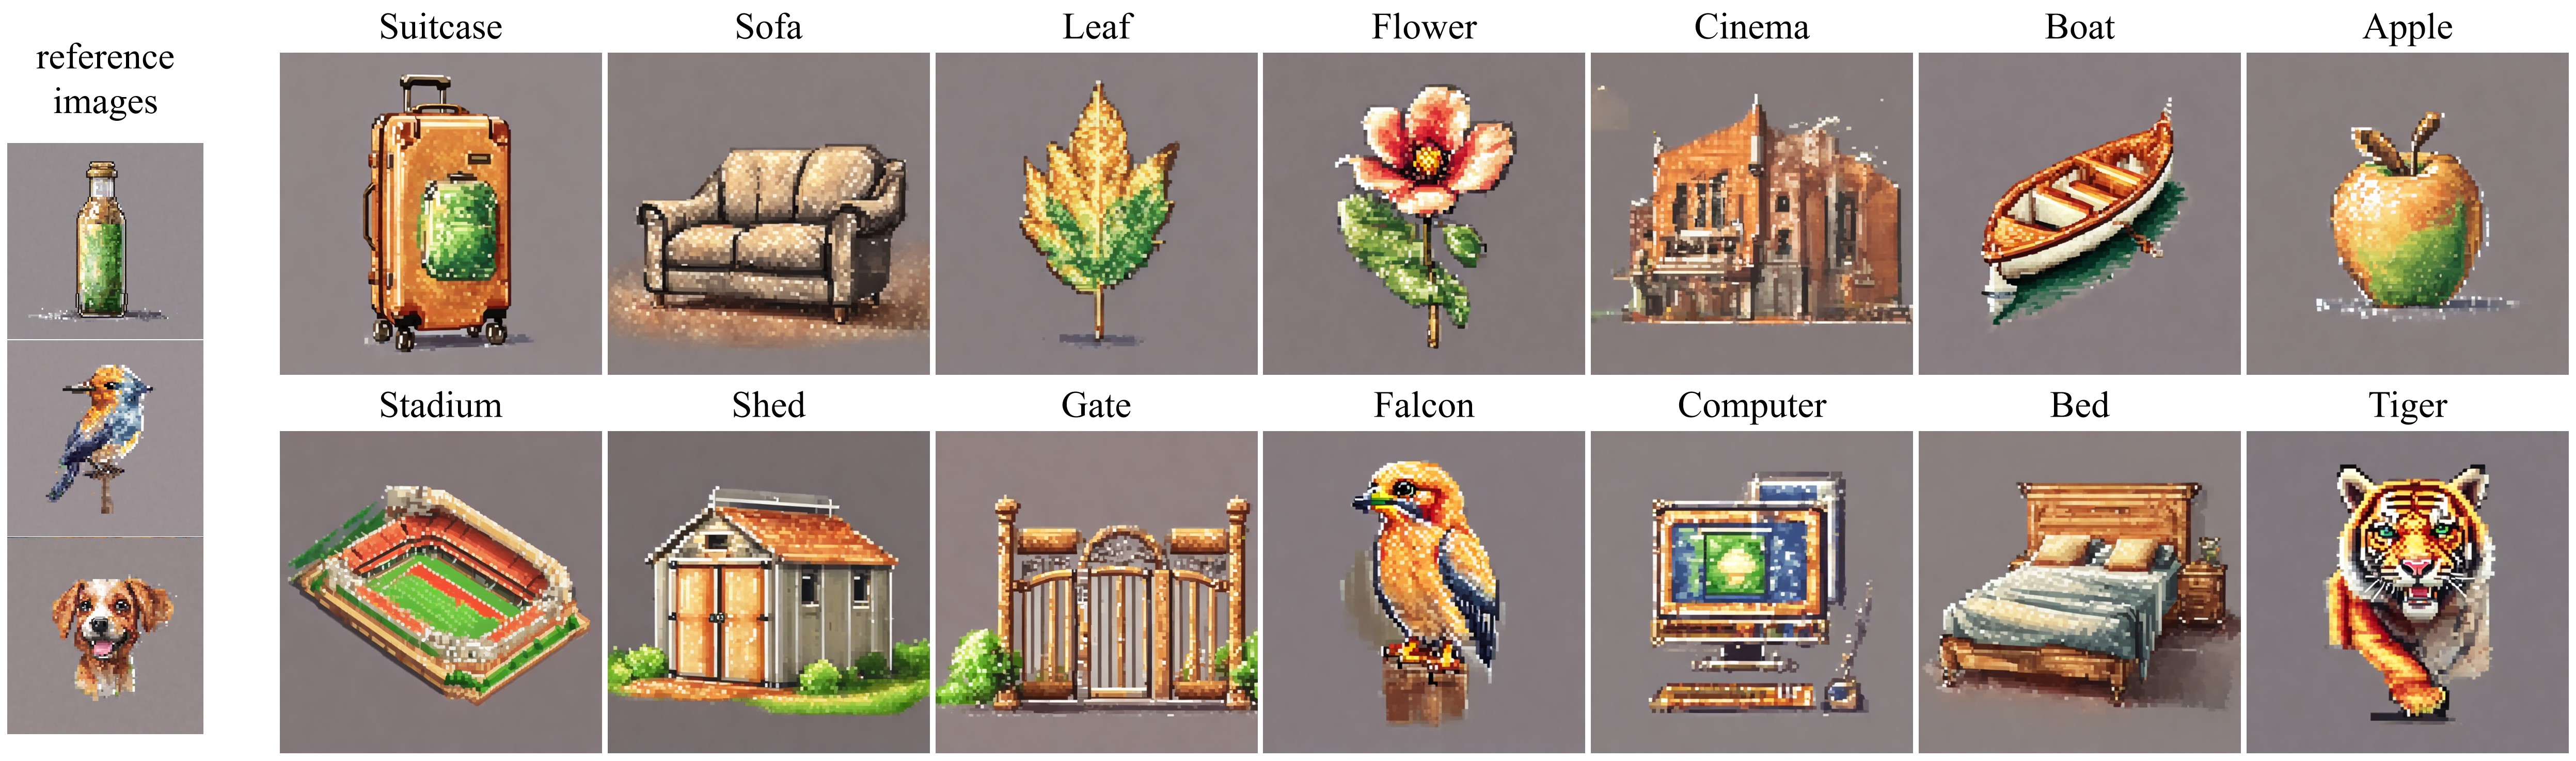 reference
images
Suitcase
Sofa
Leaf
Flower
Cinema
Boat
Apple
Stadium
Shed
Gate
Falcon
Computer
Bed
Tiger